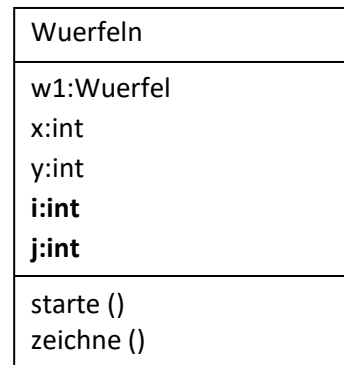 Wuerfeln
w1:Wuerfel
x:int
y:int
i:int
j:int
starte ()
zeichne ()